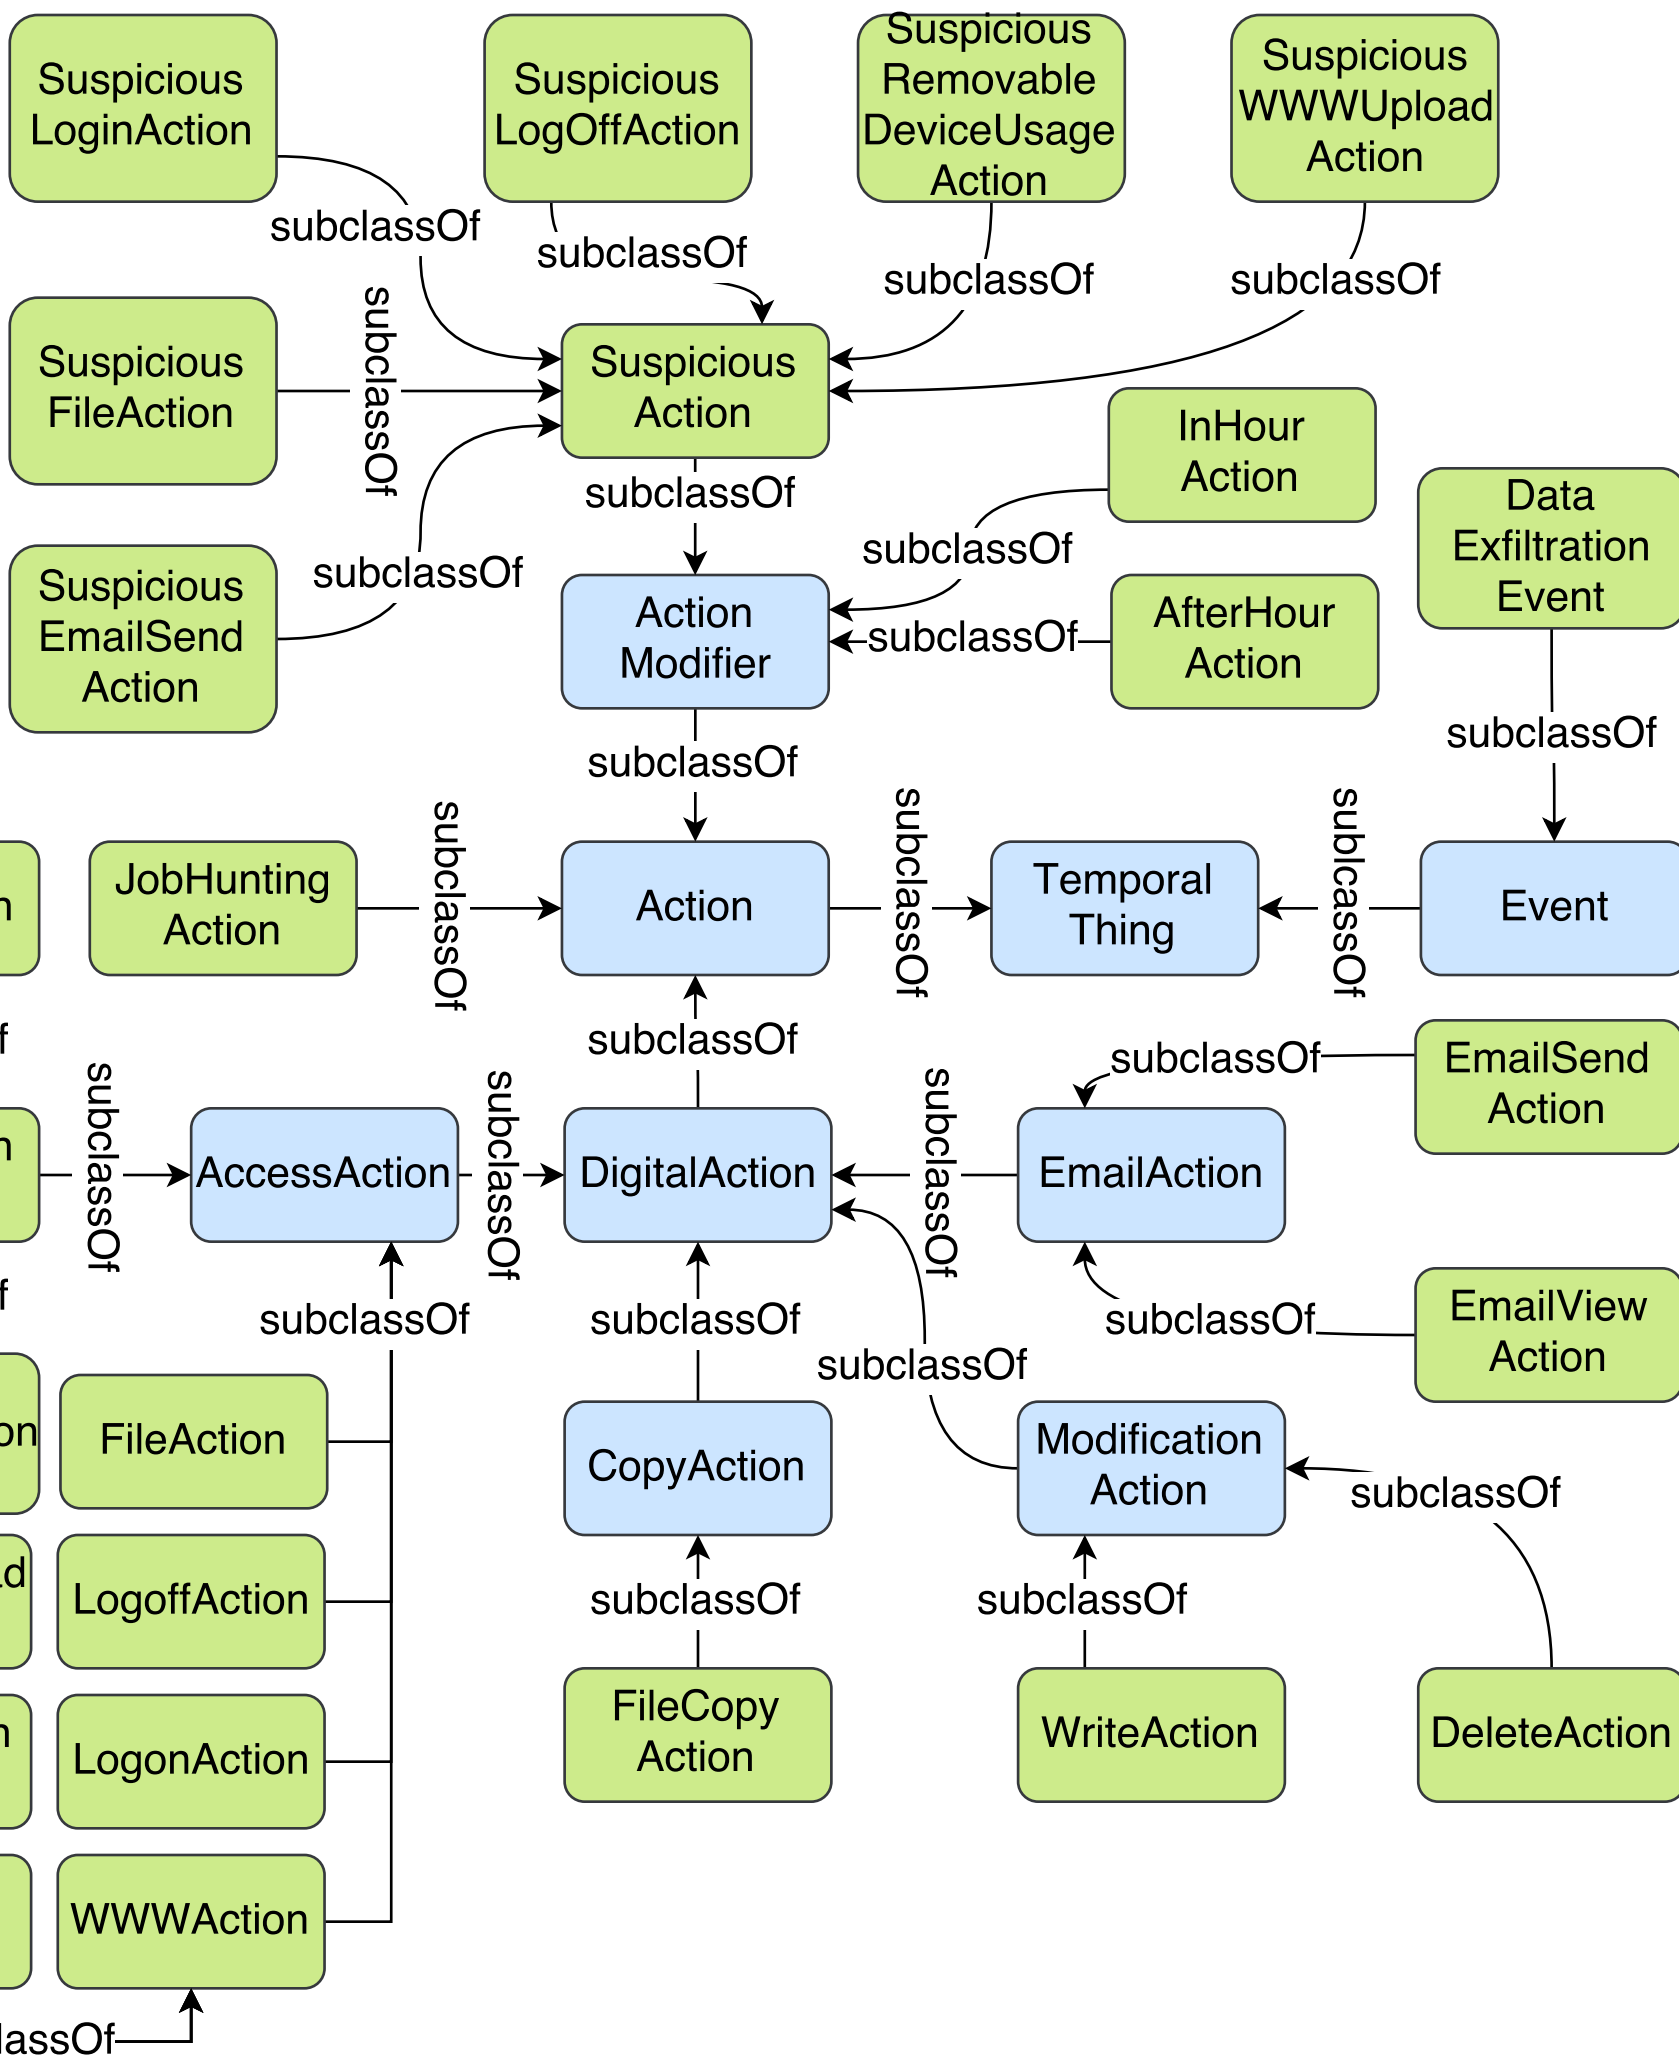 Suspicious
LoginAction
Suspicious
LogOffAction
Suspicious
Removable
DeviceUsage
Action
Suspicious
WWWUpload
Action
subclassOf
subclassOf
subclassOf
subclassOf
Suspicious
FileAction
subclassOf
Suspicious
Action
InHour
Action
subclassOf
Data
Exfiltration
Event
subclassOf
Suspicious
EmailSend
Action
subclassOf
Action
Modifier
subclassOf
AfterHour
Action
subclassOf
subclassOf
n
JobHunting
Action
subclassOf
Action
subclassOf
Temporal
Thing
sublcassOf
Event
f
subclassOf
subclassOf
EmailSend
Action
n
subclassOf
AccessAction
subclassOf
DigitalAction
subclassOf
EmailAction
f
subclassOf
subclassOf
subclassOf
EmailView
Action
subclassOf
on
FileAction
CopyAction
Modification
Action
subclassOf
ad
LogoffAction
subclassOf
subclassOf
n
LogonAction
FileCopy
Action
WriteAction
DeleteAction
WWWAction
lassOf